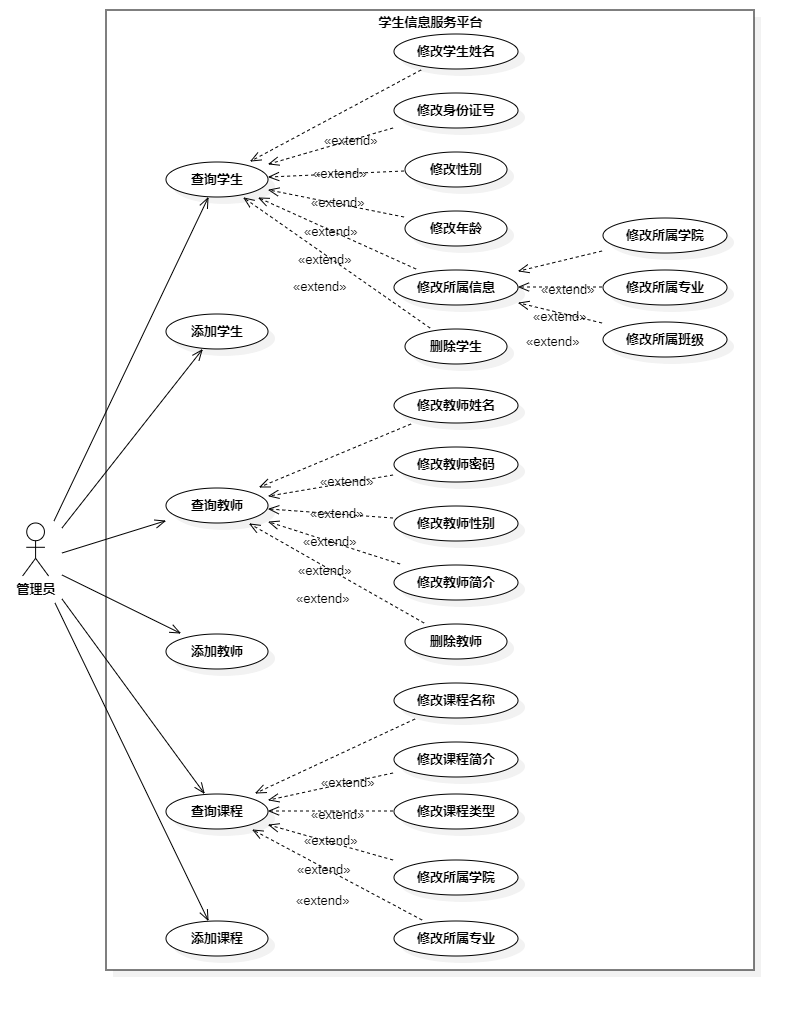 学生信息服务平台
修改学生姓名
修改身份证号
«extend»
查询学生
«extend»
修改性别
«extend»
修改年龄
«extend»
修改所属学院
«extend»
修改所属信息
«extend»
修改所属专业
«extend»
«extend»
添加学生
删除学生
«extend»
修改所属班级
修改教师姓名
修改教师密码
«extend»
查询教师
«extend»
修改教师性别
«extend»
«extend»
修改教师简介
管理员
«extend»
添加教师
删除教师
修改课程名称
修改课程简介
«extend»
查询课程
«extend»
修改课程类型
«extend»
«extend»
修改所属学院
«extend»
添加课程
修改所属专业